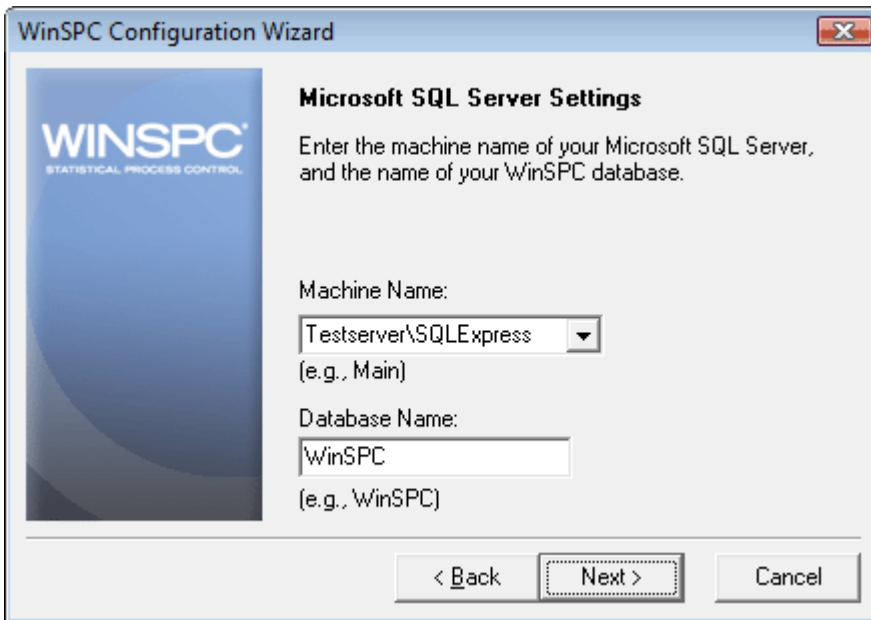 WinSPC Configuration Wizard
WINSPC®
STATISTICAL PROCESS CONTROL
Microsoft SQL Server Settings
Enter the machine name of your Microsoft SQL Server,
and the name of your WinSPC database.
Machine Name:
Testserver\SQLExpress
(e.g., Main)
Database Name:
WinSPC
(e.g., WinSPC)
< Back
Next >
Cancel